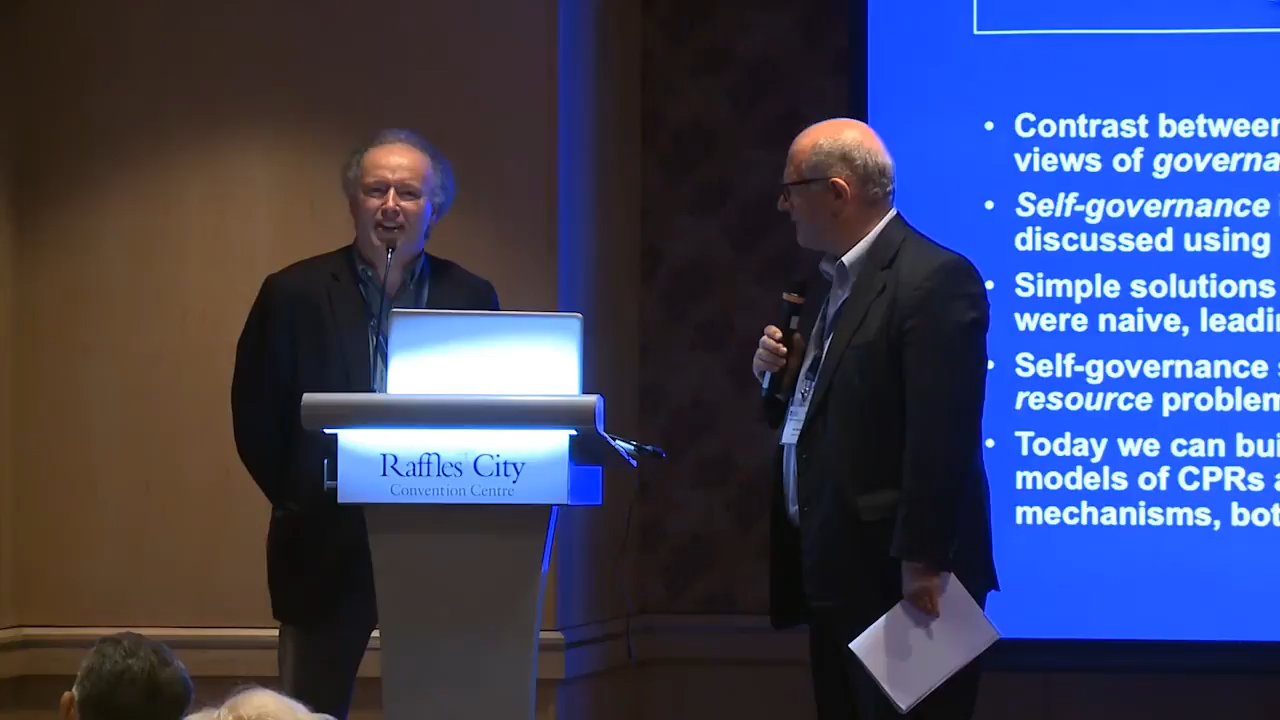 Raffles City
Convention Centre
• Contrast between
views of governa
• Self-governance
discussed using
• Simple solutions
were naive, leadi
• Self-governance s
resource problem
• Today we can bui
models of CPRs a
mechanisms, bot